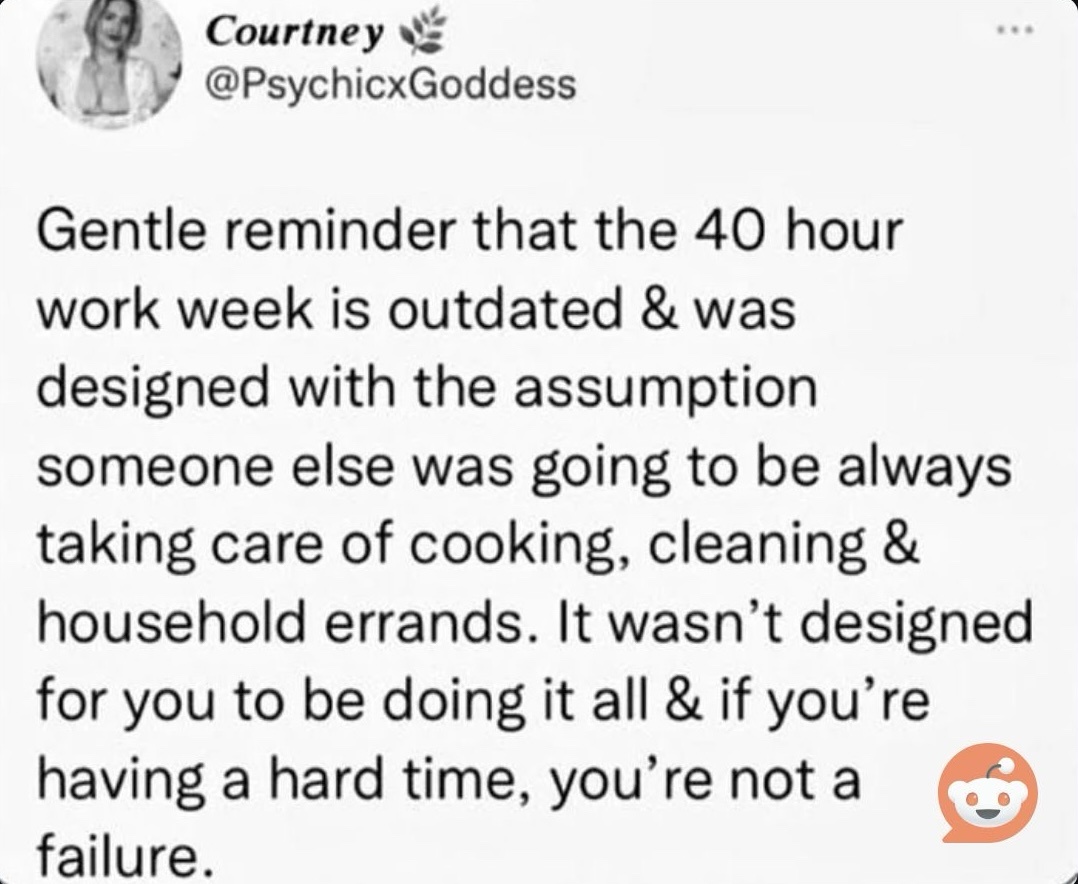 Courtney
@PsychicxGoddess
Gentle reminder that the 40 hour
work week is outdated & was
designed with the assumption
someone else was going to be always
taking care of cooking, cleaning &
household errands. It wasn’t designed
for you to be doing it all & if you’re
having a hard time, you’re not a
failure.